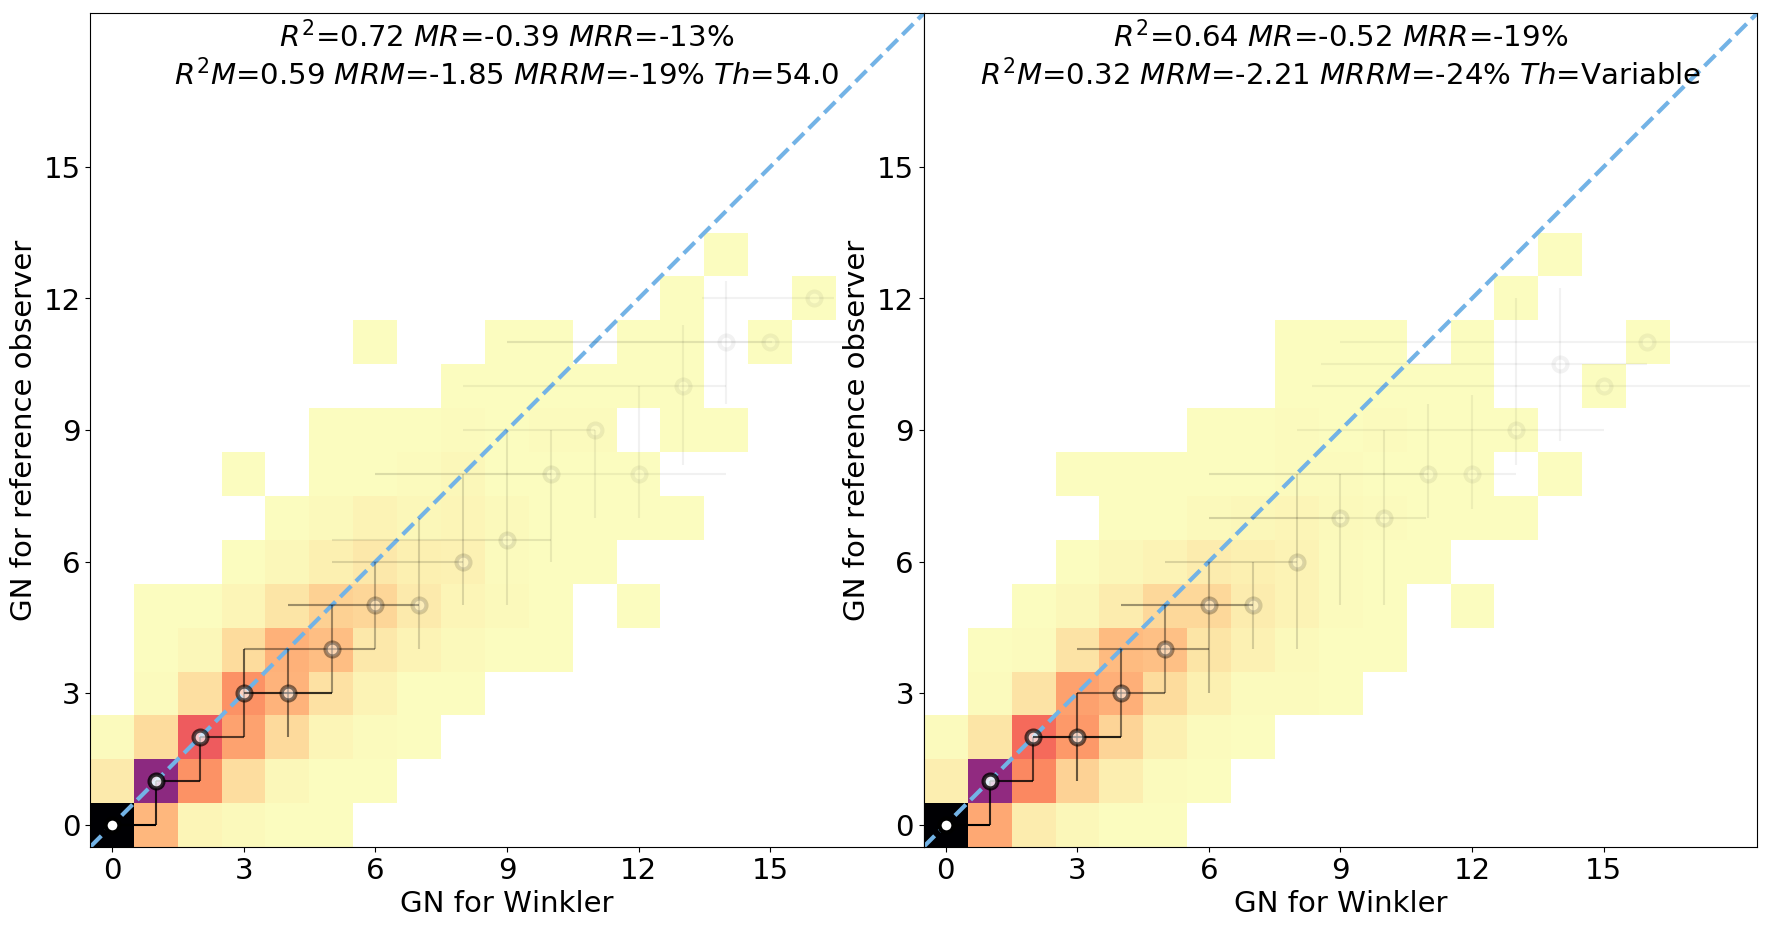 R²=0.72 MR=-0.39 MRR=-13%
R²M=0.59 MRM=-1.85 MRRM=-19% Th=54.0
GN for reference observer
15
12
9
6
3
0
0 3 6 9 12 15
GN for Winkler
R²=0.64 MR=-0.52 MRR=-19%
R²M=0.32 MRM=-2.21 MRRM=-24% Th=Variable
GN for reference observer
15
12
9
6
3
0
0 3 6 9 12 15
GN for Winkler